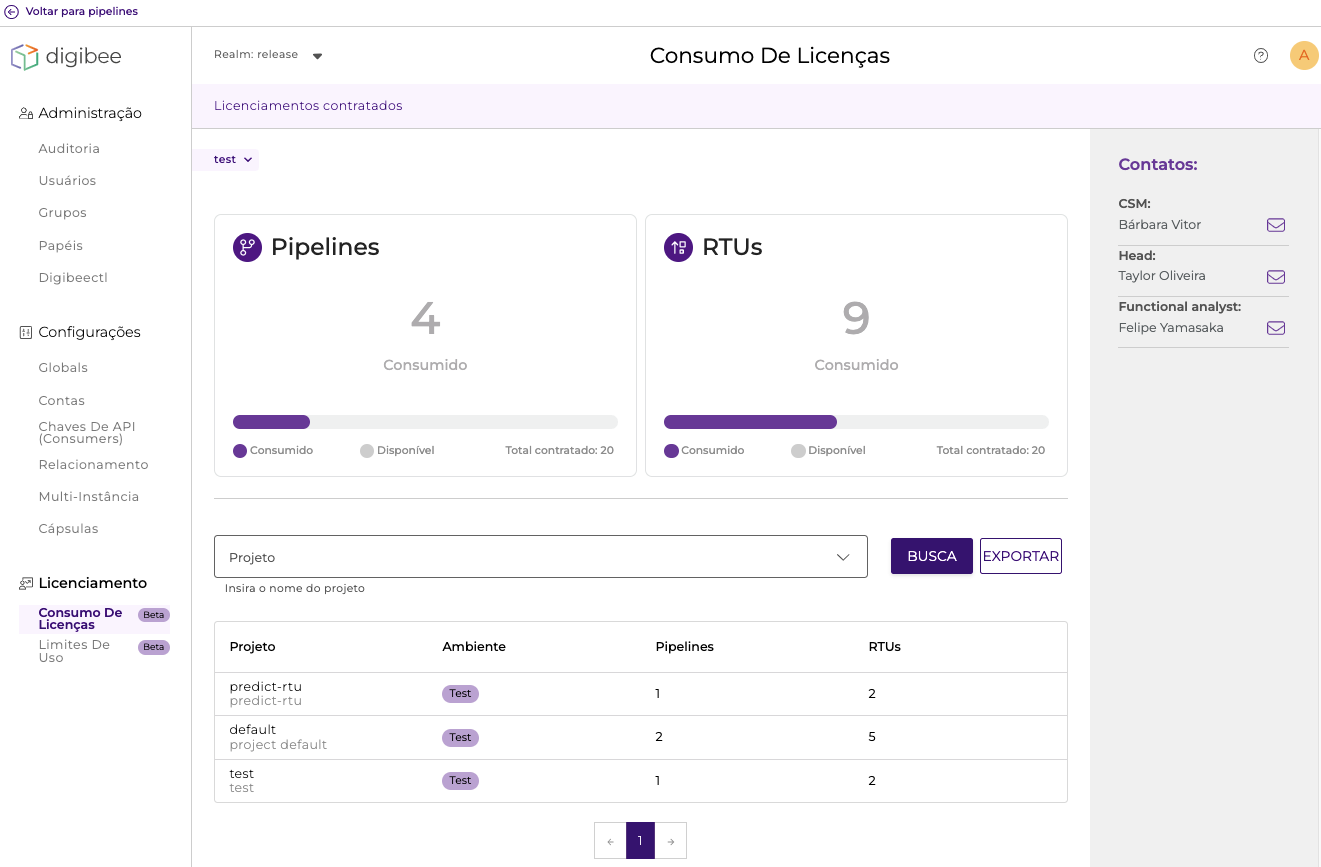 Voltar para pipelines
digibee
Realm: release
Consumo De Licenças
A
Licenciamentos contratados
Administração
Auditoria
Usuários
Grupos
Papéis
Digibeectl
Configurações
Globals
Contas
Chaves De API
(Consumers)
Relacionamento
Multi-Instância
Cápsulas
Licenciamento
Consumo De
Licenças
Beta
Limites De
Uso
Beta
test
Pipelines
4
Consumido
Consumido
Disponível
Total contratado: 20
RTUs
9
Consumido
Consumido
Disponível
Total contratado: 20
Projeto
Insira o nome do projeto
BUSCA
EXPORTAR
Projeto Ambiente Pipelines RTUs
predict-rtu
predict-rtu
Test 1 2
default
project default
Test 2 5
test
test
Test 1 2
← 1 →
Contatos:
CSM:
Bárbara Vitor
Head:
Taylor Oliveira
Functional analyst:
Felipe Yamasaka